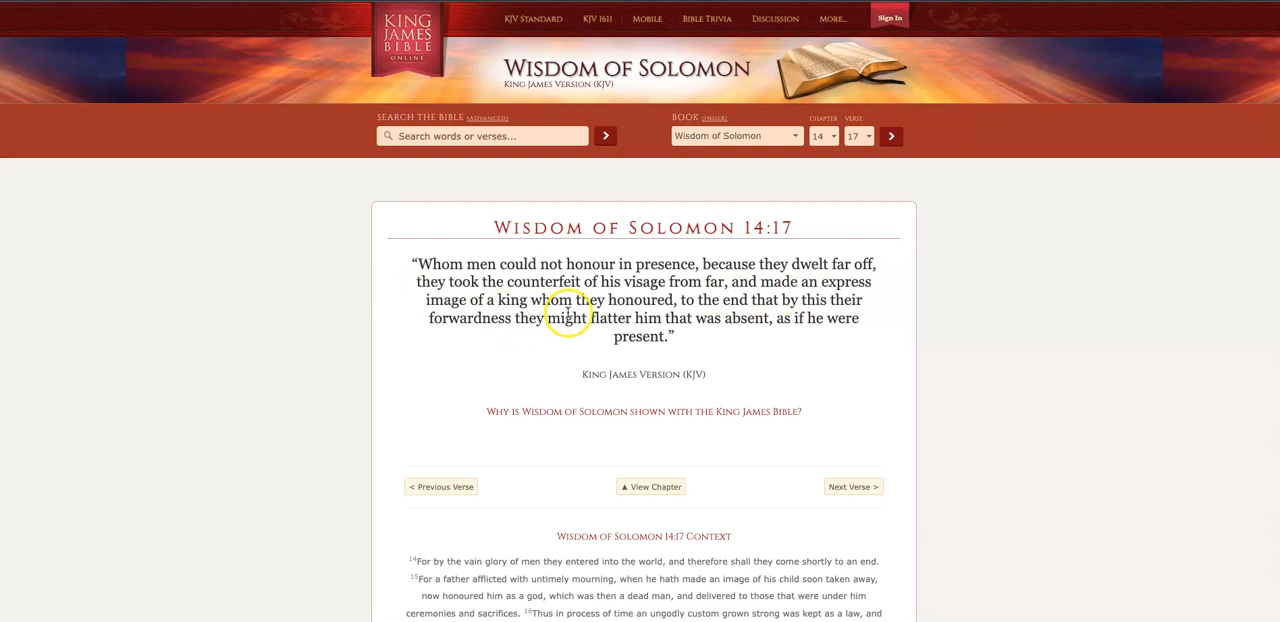 KING
JAMES
BIBLE
ONLINE
KJV STANDARD KJV 1611 MOBILE BIBLE TRIVIA DISCUSSION MORE... Sign In
WISDOM OF SOLOMON
KING JAMES VERSION (KJV)
SEARCH THE BIBLE (ADVANCED)
Search words or verses...
BOOK (INDEX) CHAPTER VERSE
Wisdom of Solomon 14 17
WISDOM OF SOLOMON 14:17
“Whom men could not honour in presence, because they dwelt far off,
they took the counterfeit of his visage from far, and made an express
image of a king whom they honoured, to the end that by this their
forwardness they might flatter him that was absent, as if he were
present.”
KING JAMES VERSION (KJV)
WHY IS WISDOM OF SOLOMON SHOWN WITH THE KING JAMES BIBLE?
< Previous Verse ▲ View Chapter Next Verse >
WISDOM OF SOLOMON 14:17 CONTEXT
14For by the vain glory of men they entered into the world, and therefore shall they come shortly to an end.
15For a father afflicted with untimely mourning, when he hath made an image of his child soon taken away,
now honoured him as a god, which was then a dead man, and delivered to those that were under him
ceremonies and sacrifices. 16Thus in process of time an ungodly custom grown strong was kept as a law, and